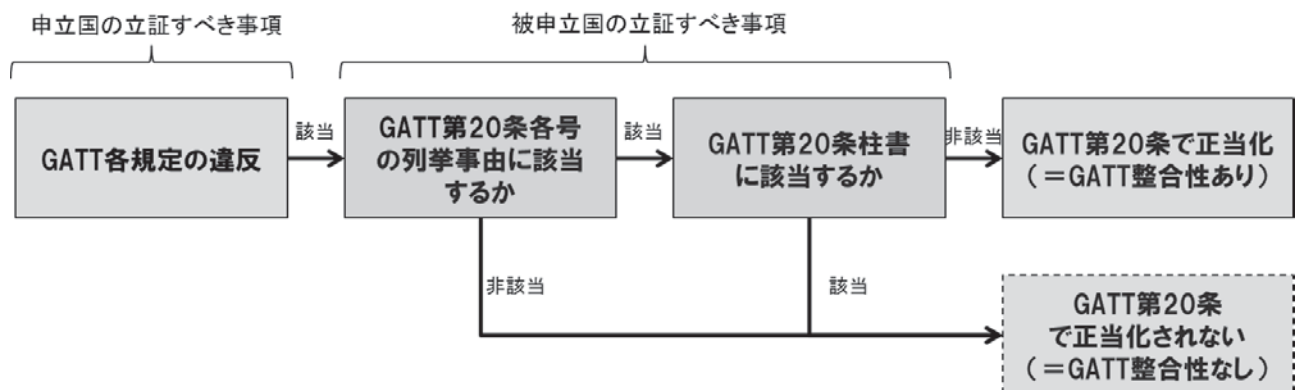 申立国の立証すべき事項
被申立国の立証すべき事項
GATT各規定の違反
該当
GATT第20条各号
の列挙事由に該当
するか
該当
GATT第20条柱書
に該当するか
非該当
GATT第20条で正当化
(＝GATT整合性あり)
非該当
該当
GATT第20条
で正当化されない
(＝GATT整合性なし)